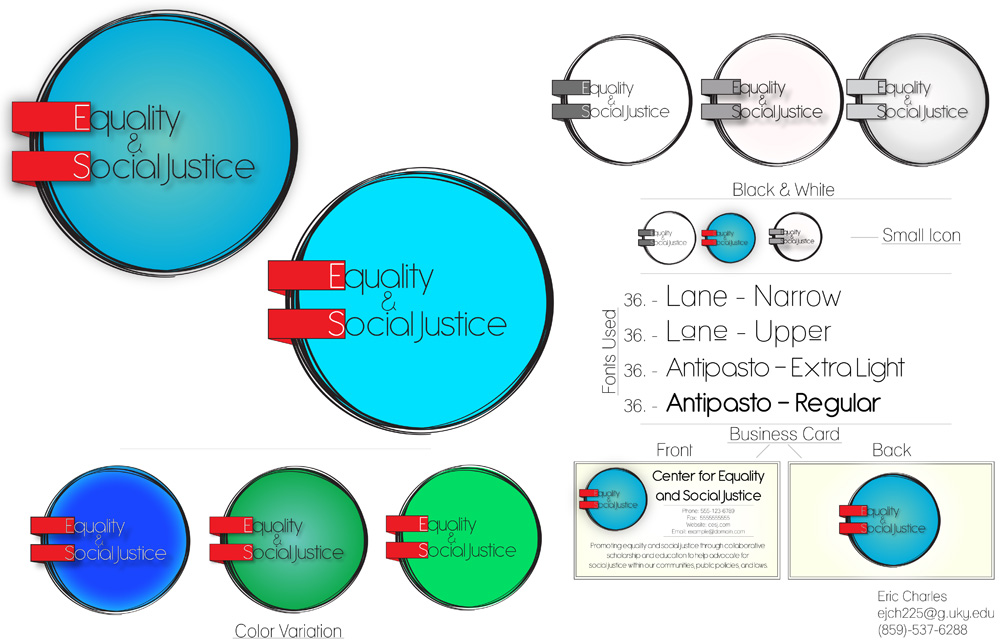 Equality
&
Social Justice
Equality
&
Social Justice
Equality
&
Social Justice
Equality
&
Social Justice
Equality
&
Social Justice
Color Variation
Equality
&
Social Justice
Equality
&
Social Justice
Equality
&
Social Justice
Black & White
Equality
&
Social Justice
Equality
&
Social Justice
Equality
&
Social Justice
Small Icon
Fonts Used
36. - Lane - Narrow
36. - Lane - Upper
36. - Antipasto - Extra Light
36. - Antipasto - Regular
Business Card
Front
Back
Equality
&
Social Justice
Center for Equality
and Social Justice
Phone: 555-123-6789
Fax: 5555555555
Website: cesj.com
Email: example@domain.com
Promoting equality and social justice through collaborative
scholarship and education to help advocate for
social justice within our communities, public policies, and laws.
Equality
&
Social Justice
Eric Charles
ejch225@g.uky.edu
(859)-537-6288